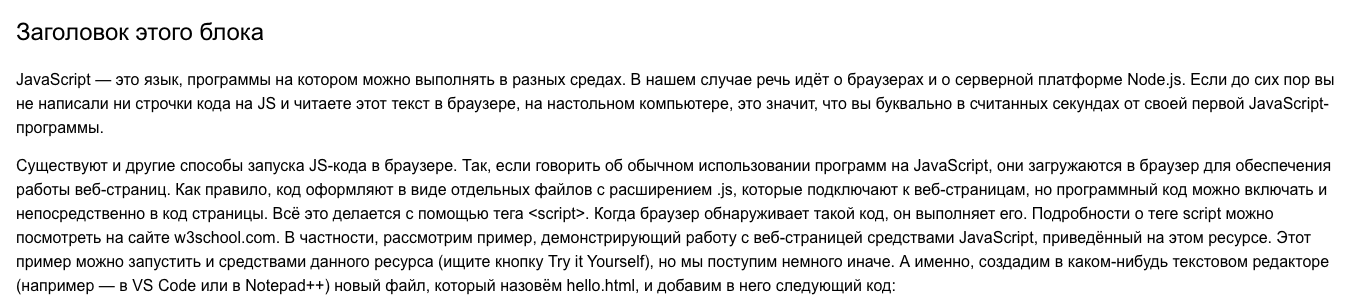 Заголовок этого блока
JavaScript — это язык, программы на котором можно выполнять в разных средах. В нашем случае речь идёт о браузерах и о серверной платформе Node.js. Если до сих пор вы
не написали ни строчки кода на JS и читаете этот текст в браузере, на настольном компьютере, это значит, что вы буквально в считанных секундах от своей первой JavaScript-
программы.
Существуют и другие способы запуска JS-кода в браузере. Так, если говорить об обычном использовании программ на JavaScript, они загружаются в браузер для обеспечения
работы веб-страниц. Как правило, код оформляют в виде отдельных файлов с расширением .js, которые подключают к веб-страницам, но программный код можно включать и
непосредственно в код страницы. Всё это делается с помощью тега <script>. Когда браузер обнаруживает такой код, он выполняет его. Подробности о теге script можно
посмотреть на сайте w3school.com. В частности, рассмотрим пример, демонстрирующий работу с веб-страницей средствами JavaScript, приведённый на этом ресурсе. Этот
пример можно запустить и средствами данного ресурса (ищите кнопку Try it Yourself), но мы поступим немного иначе. А именно, создадим в каком-нибудь текстовом редакторе
(например — в VS Code или в Notepad++) новый файл, который назовём hello.html, и добавим в него следующий код: